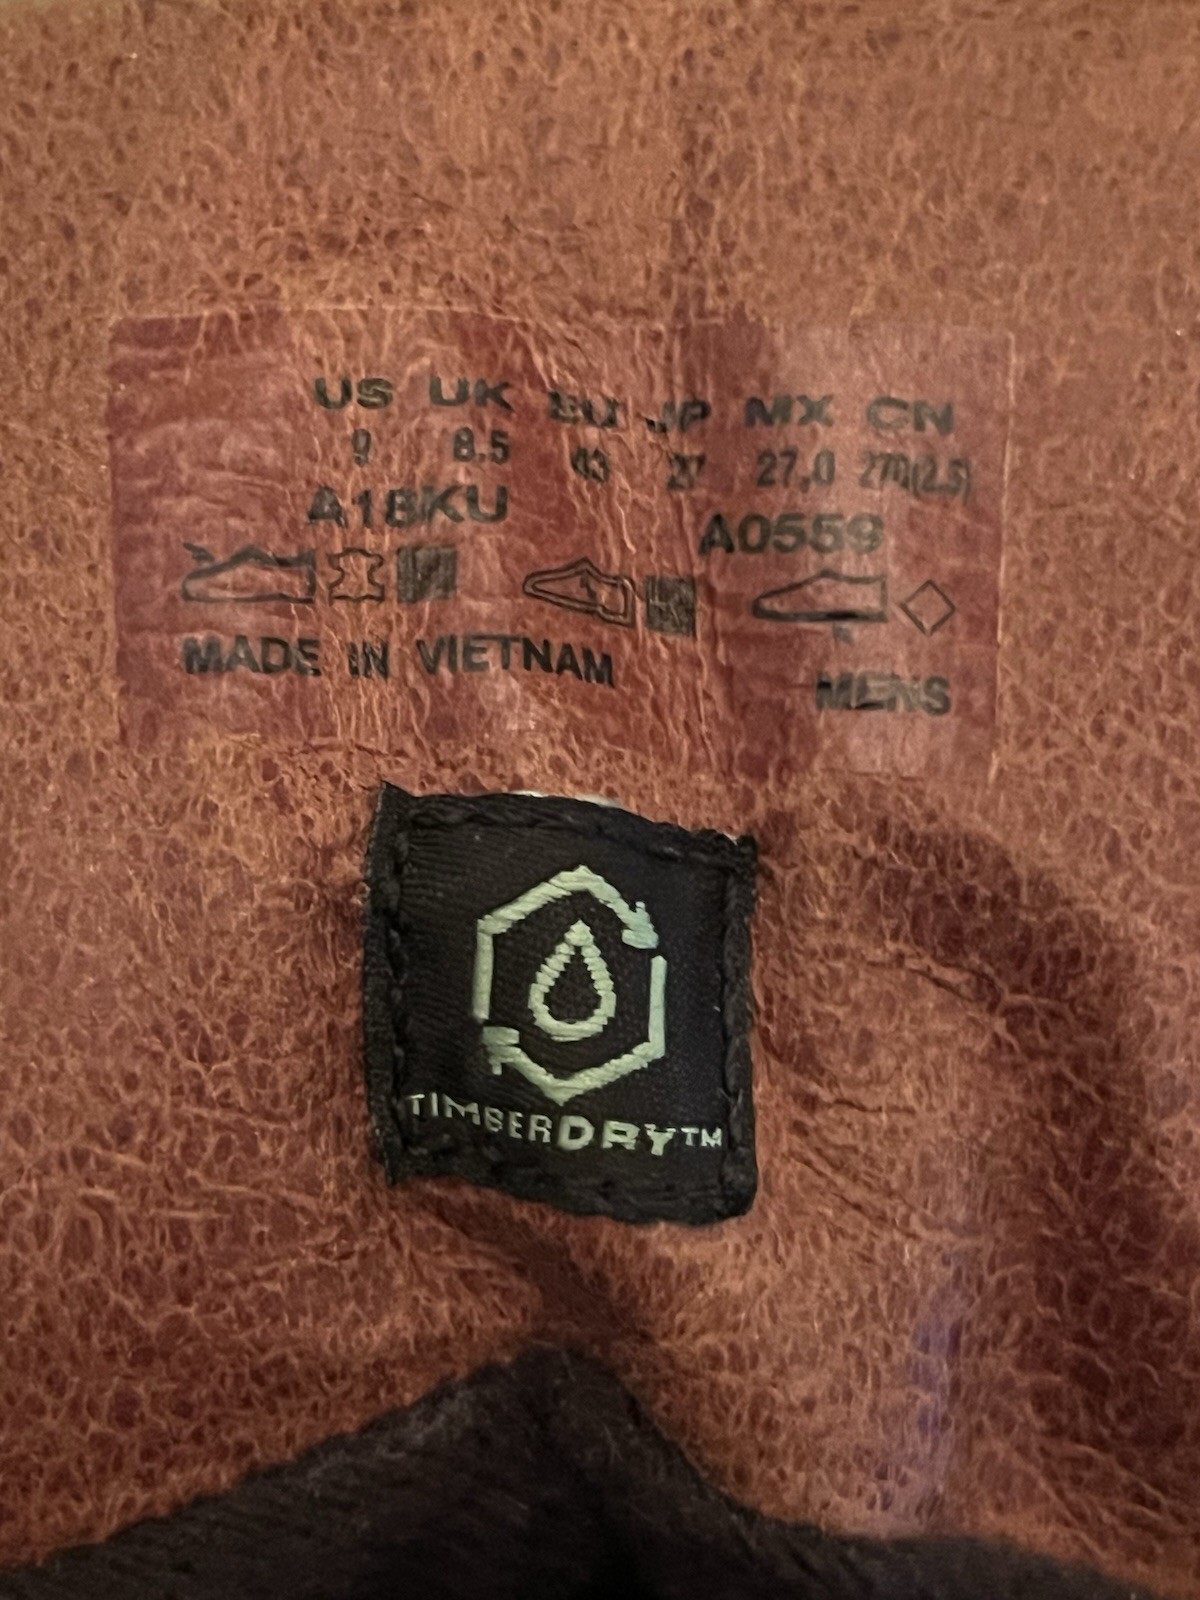 US UK EU JP MX CN
9 8.5 43 27 27,0 270(2.5)
A18KU A0559
MADE IN VIETNAM
MENS
TIMBERDRY™